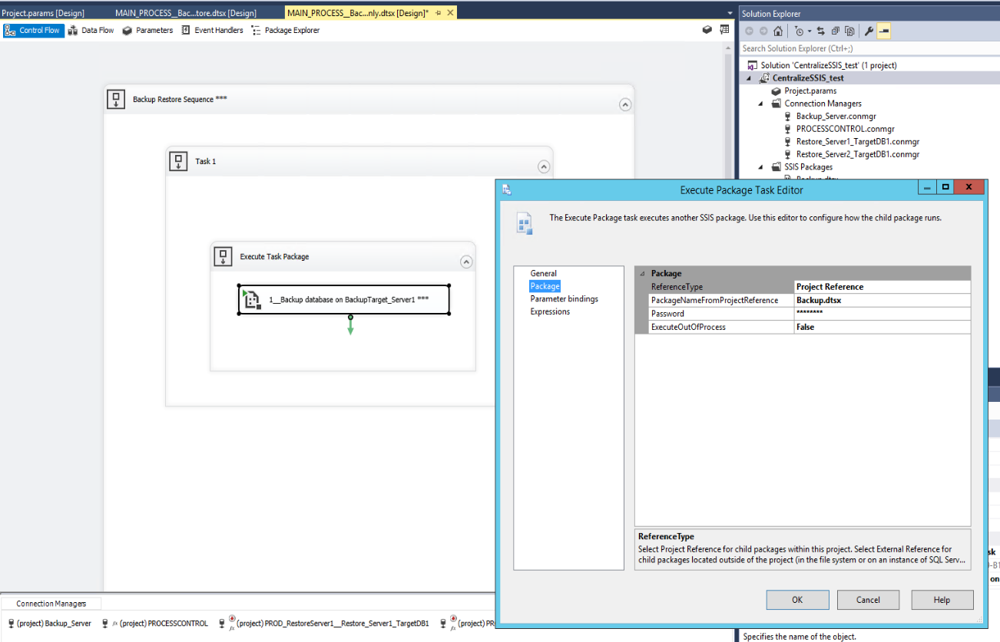 Project.params [Design]
MAIN_PROCESS__Bac...tore.dtsx [Design]
MAIN_PROCESS__Bac...nly.dtsx [Design]*
Control Flow
Data Flow
Parameters
Event Handlers
Package Explorer
Solution Explorer
Search Solution Explorer (Ctrl+;)
Solution 'CentralizeSSIS_test' (1 project)
CentralizeSSIS_test
Project.params
Connection Managers
Backup_Server.conmgr
PROCESSCONTROL.conmgr
Restore_Server1_TargetDB1.conmgr
Restore_Server2_TargetDB1.conmgr
SSIS Packages
Backup.dtsx
Backup Restore Sequence ***
Task 1
Execute Task Package
1__Backup database on BackupTarget_Server1 ***
Execute Package Task Editor
The Execute Package task executes another SSIS package. Use this editor to configure how the child package runs.
General
Package
Parameter bindings
Expressions
Package
ReferenceType Project Reference
PackageNameFromProjectReference Backup.dtsx
Password ********
ExecuteOutOfProcess False
ReferenceType
Select Project Reference for child packages within this project. Select External Reference for
child packages located outside of the project (in the file system or on an instance of SQL Serv...
OK
Cancel
Help
sk
on
Connection Managers
(project) Backup_Server
fx (project) PROCESSCONTROL
fx (project) PROD_RestoreServer1__Restore_Server1_TargetDB1
fx (project) PR
Specifies the name of the object.